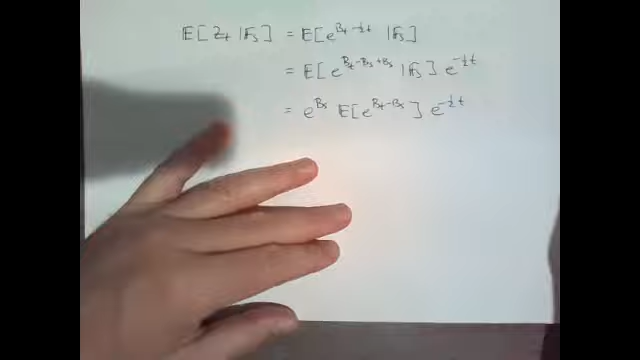 𝔼[Z_t | 𝔽_s] = 𝔼[e^{B_t - ½t} | 𝔽_s]
= 𝔼[e^{B_t - B_s + B_s} | 𝔽_s] e^{-½t}
= e^{B_s} 𝔼[e^{B_t - B_s}] e^{-½t}